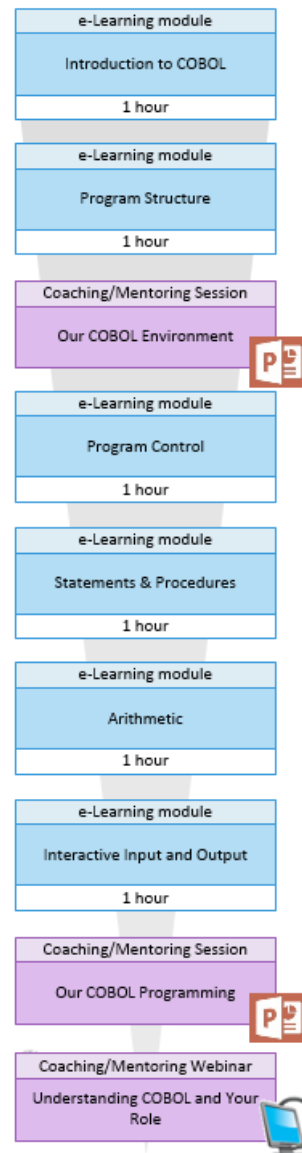 e-Learning module
Introduction to COBOL
1 hour
e-Learning module
Program Structure
1 hour
Coaching/Mentoring Session
Our COBOL Environment
P
e-Learning module
Program Control
1 hour
e-Learning module
Statements & Procedures
1 hour
e-Learning module
Arithmetic
1 hour
e-Learning module
Interactive Input and Output
1 hour
Coaching/Mentoring Session
Our COBOL Programming
P
Coaching/Mentoring Webinar
Understanding COBOL and Your
Role